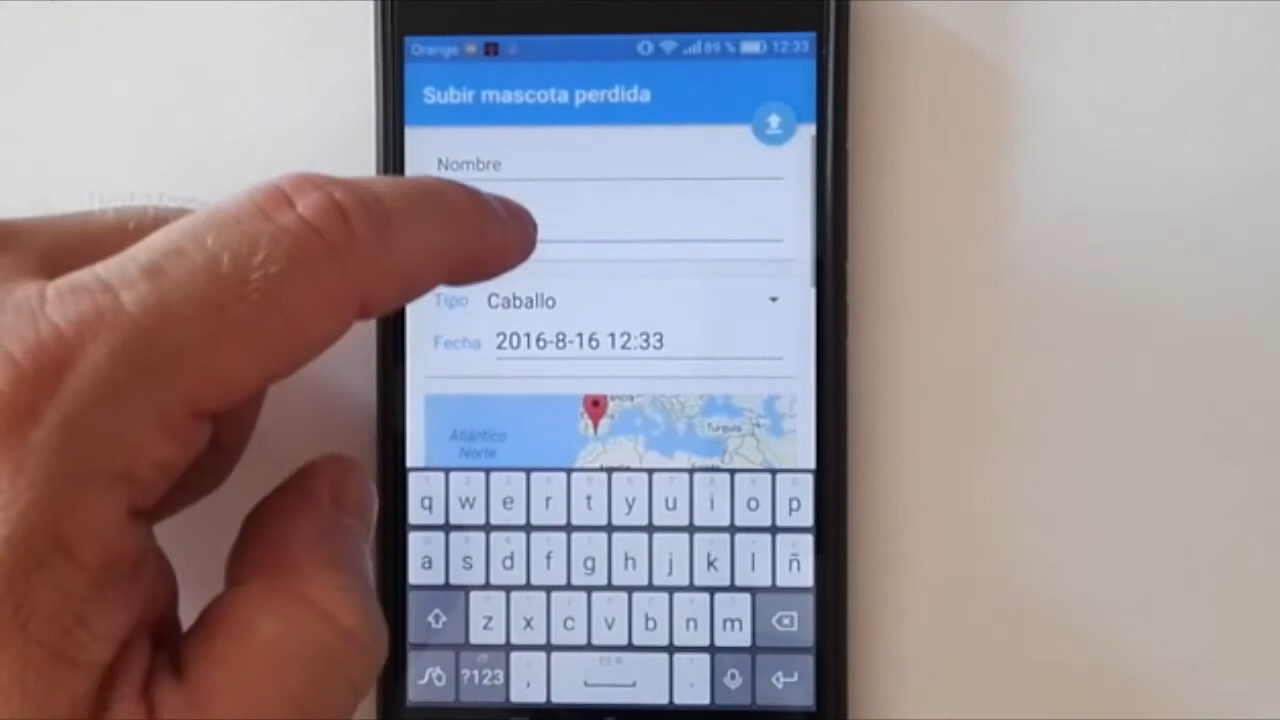 Orange 89 % 12:33
Subir mascota perdida
Nombre
Tipo Caballo
Fecha 2016-8-16 12:33
Atlántico
Norte
Turquía
q w e r t y u i o p
a s d f g h j k l ñ
z x c v b n m
?123 , .